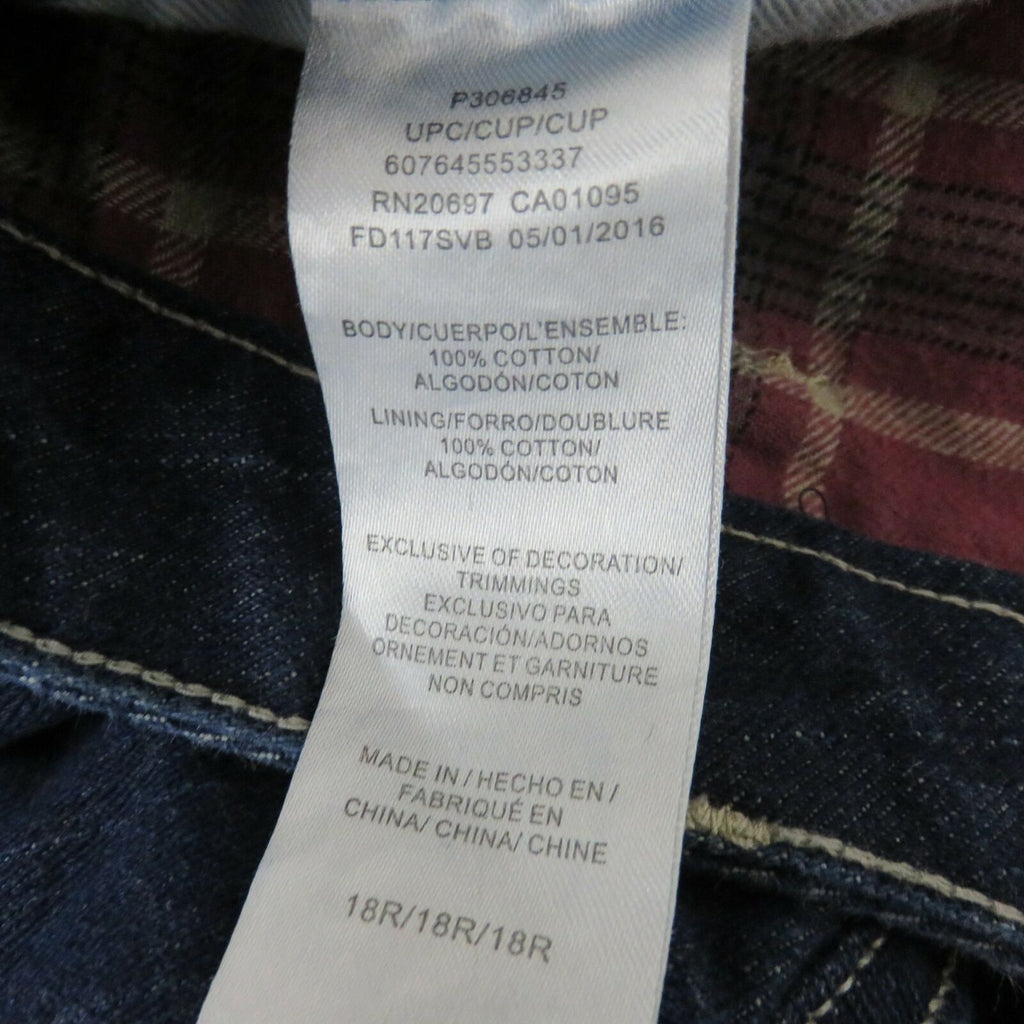 P306845
UPC/CUP/CUP
607645553337
RN20697 CA01095
FD117SVB 05/01/2016
BODY/CUERPO/L'ENSEMBLE:
100% COTTON/
ALGODÓN/COTON
LINING/FORRO/DOUBLURE
100% COTTON/
ALGODÓN/COTON
EXCLUSIVE OF DECORATION/
TRIMMINGS
EXCLUSIVO PARA
DECORACIÓN/ADORNOS
ORNEMENT ET GARNITURE
NON COMPRIS
MADE IN / HECHO EN /
FABRIQUÉ EN
CHINA/ CHINA/ CHINE
18R/18R/18R